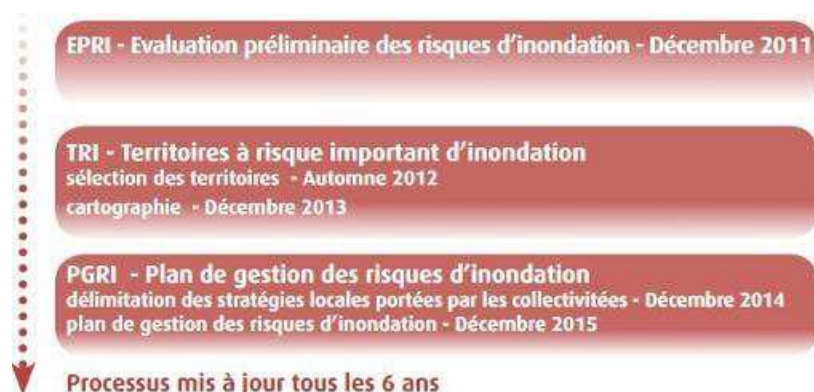 EPRI - Evaluation préliminaire des risques d'inondation - Décembre 2011
TRI - Territoires à risque important d'inondation
sélection des territoires - Automne 2012
cartographie - Décembre 2013
PGRI - Plan de gestion des risques d'inondation
délimitation des stratégies locales portées par les collectivitées - Décembre 2014
plan de gestion des risques d'inondation - Décembre 2015
Processus mis à jour tous les 6 ans